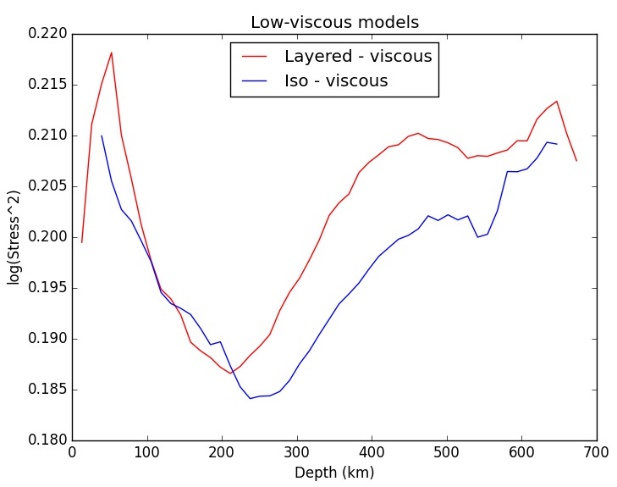 Low-viscous models
Layered - viscous
Iso - viscous
log(Stress^2)
0.220
0.215
0.210
0.205
0.200
0.195
0.190
0.185
0.180
0 100 200 300 400 500 600 700
Depth (km)